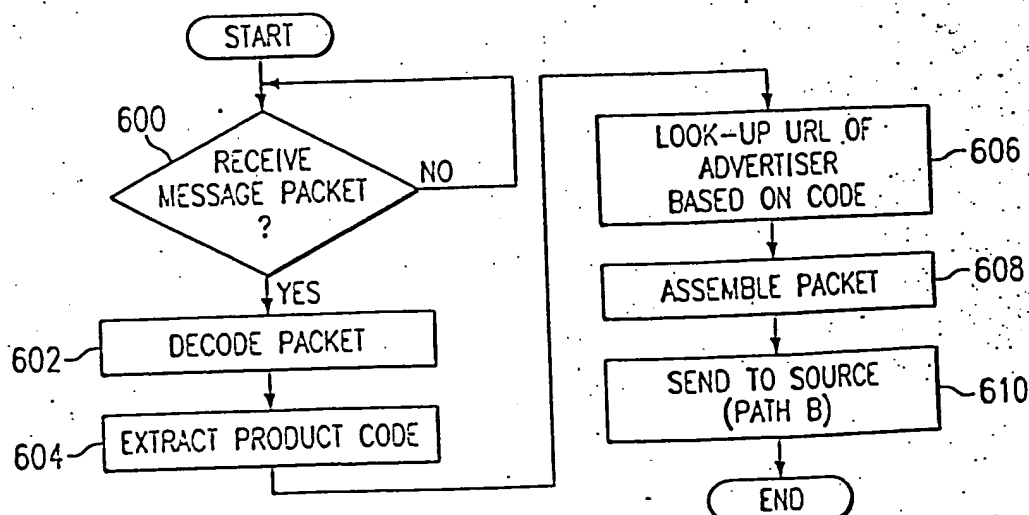 START
600
RECEIVE
MESSAGE PACKET
?
NO
YES
602
DECODE PACKET
604
EXTRACT PRODUCT CODE
LOOK-UP URL OF
ADVERTISER
BASED ON CODE
606
ASSEMBLE PACKET
608
SEND TO SOURCE
(PATH B)
610
END